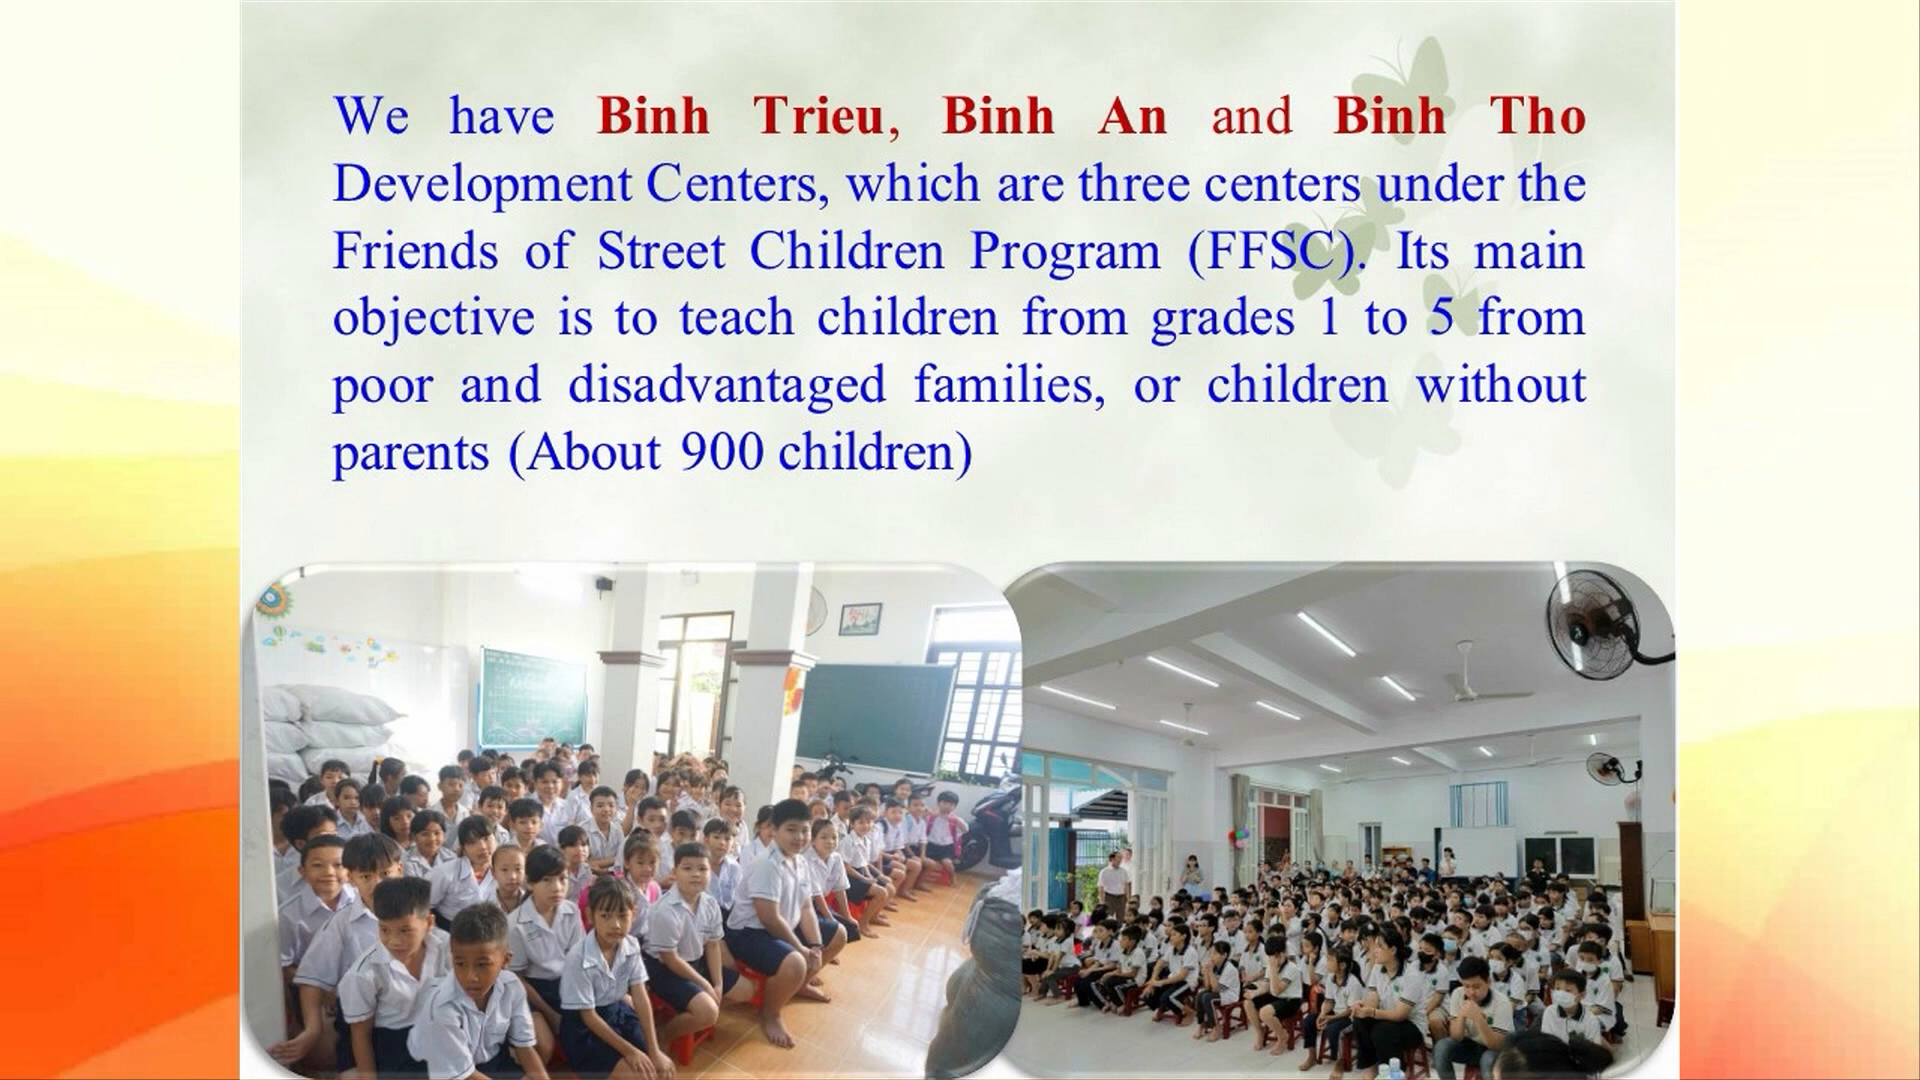 We have Binh Trieu, Binh An and Binh Tho
Development Centers, which are three centers under the
Friends of Street Children Program (FFSC). Its main
objective is to teach children from grades 1 to 5 from
poor and disadvantaged families, or children without
parents (About 900 children)